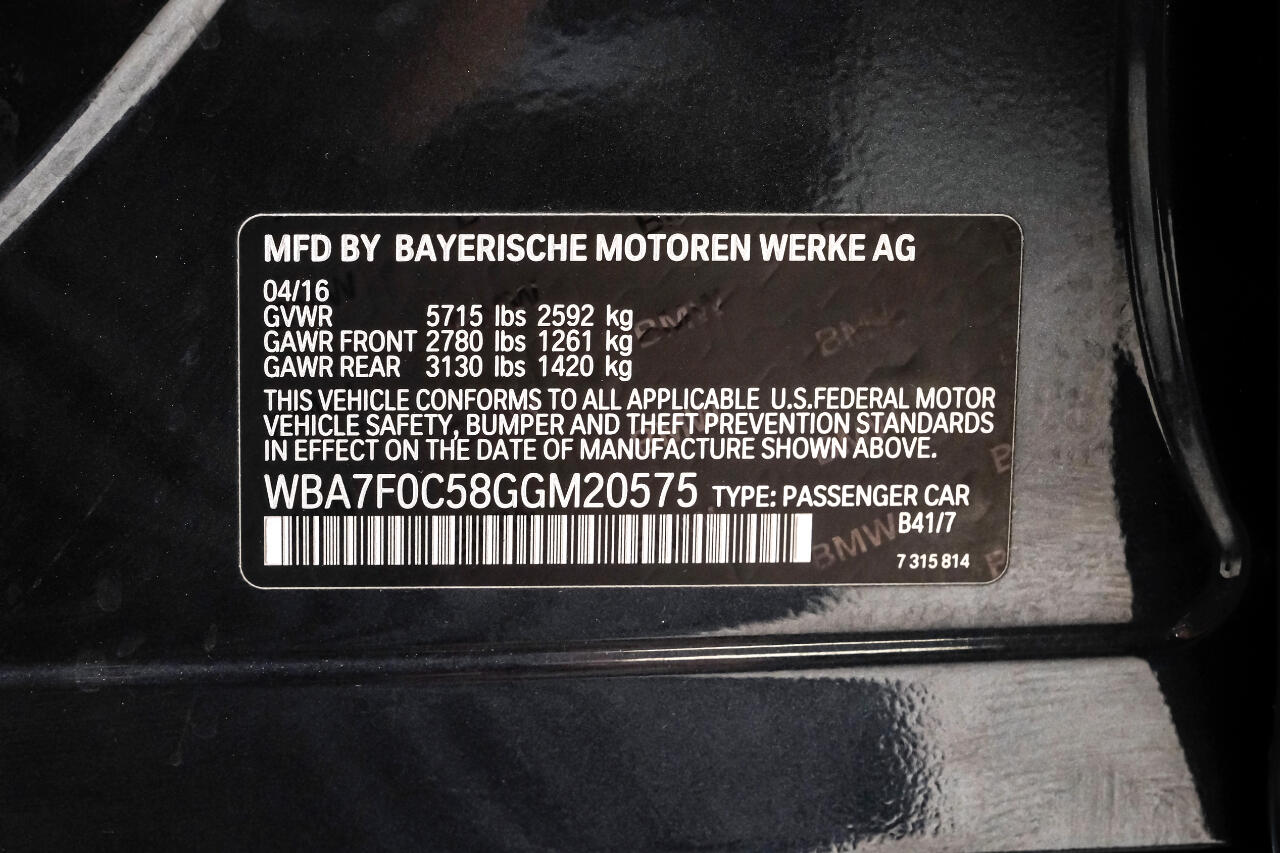 MFD BY BAYERISCHE MOTOREN WERKE AG
04/16
GVWR 5715 lbs 2592 kg
GAWR FRONT 2780 lbs 1261 kg
GAWR REAR 3130 lbs 1420 kg
THIS VEHICLE CONFORMS TO ALL APPLICABLE U.S.FEDERAL MOTOR
VEHICLE SAFETY, BUMPER AND THEFT PREVENTION STANDARDS
IN EFFECT ON THE DATE OF MANUFACTURE SHOWN ABOVE.
WBA7F0C58GGM20575 TYPE: PASSENGER CAR
B41/7
7 315 814
BMW
BMW
BMW